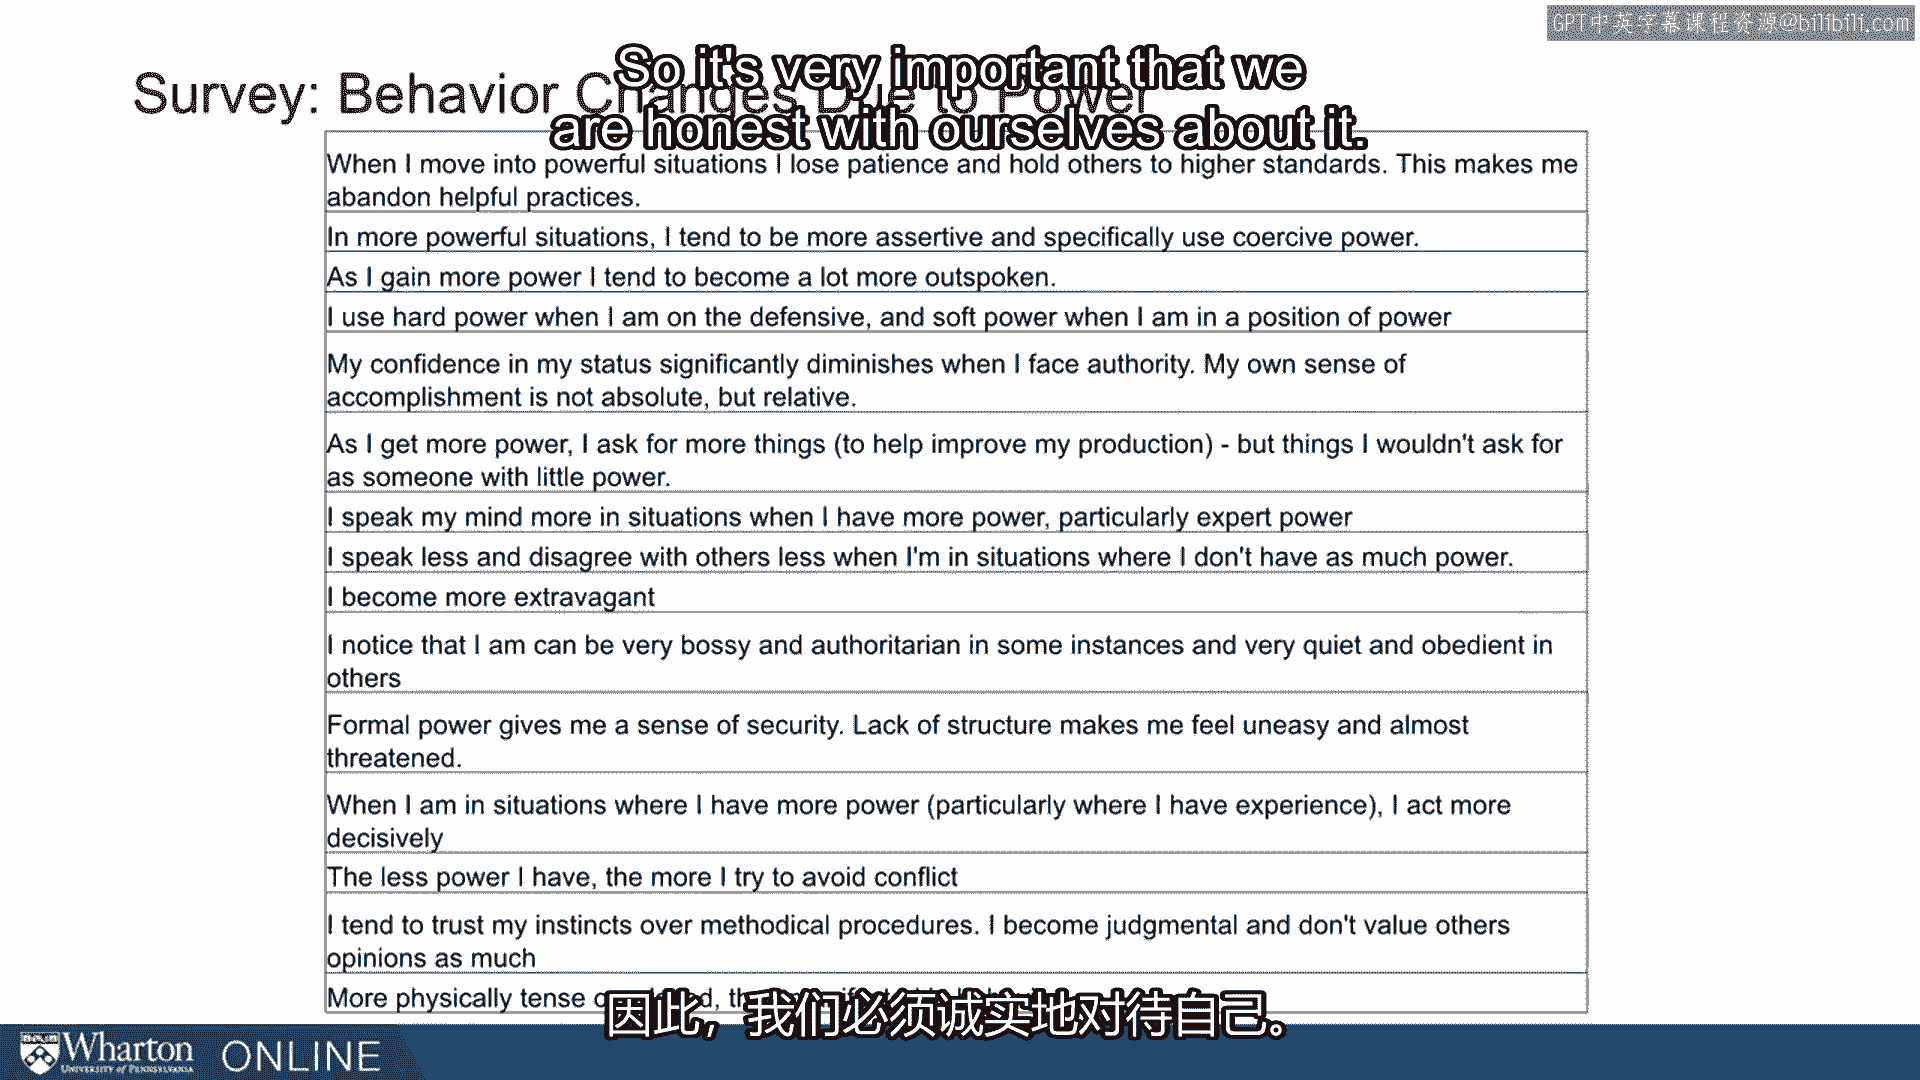 GPT中英字幕课程资源@bilibili.com
So it's very important that we
are honest with ourselves about it.
Survey: Behavior Changes Due to Power
When I move into powerful situations I lose patience and hold others to higher standards. This makes me
abandon helpful practices.
In more powerful situations, I tend to be more assertive and specifically use coercive power.
As I gain more power I tend to become a lot more outspoken.
I use hard power when I am on the defensive, and soft power when I am in a position of power
My confidence in my status significantly diminishes when I face authority. My own sense of
accomplishment is not absolute, but relative.
As I get more power, I ask for more things (to help improve my production) - but things I wouldn't ask for
as someone with little power.
I speak my mind more in situations when I have more power, particularly expert power
I speak less and disagree with others less when I'm in situations where I don't have as much power.
I become more extravagant
I notice that I am can be very bossy and authoritarian in some instances and very quiet and obedient in
others
Formal power gives me a sense of security. Lack of structure makes me feel uneasy and almost
threatened.
When I am in situations where I have more power (particularly where I have experience), I act more
decisively
The less power I have, the more I try to avoid conflict
I tend to trust my instincts over methodical procedures. I become judgmental and don't value others
opinions as much
More physically tense
因此，我们必须诚实地对待自己。
Wharton ONLINE
UNIVERSITY of PENNSYLVANIA